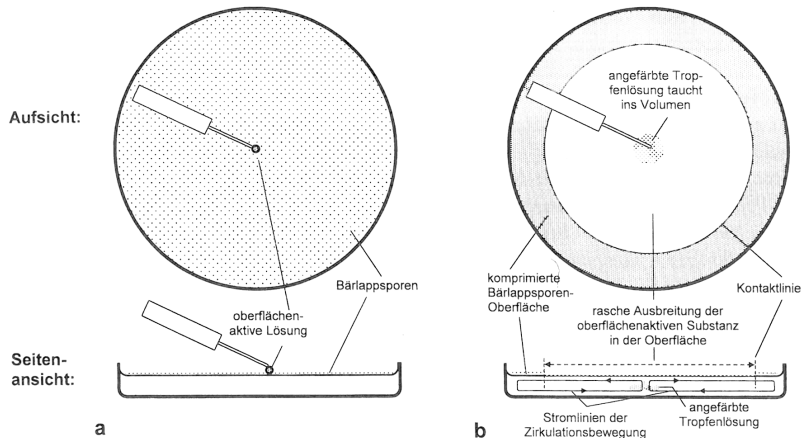 Aufsicht:
Bärlappsporen
oberflächen-
aktive Lösung
Seiten-
ansicht:
a
angefärbte Trop-
fenlösung taucht
ins Volumen
komprimierte
Bärlappsporen-
Oberfläche
rasche Ausbreitung der
oberflächenaktiven Substanz
in der Oberfläche
Kontaktlinie
Stromlinien der
Zirkulationsbewegung
angefärbte
Tropfenlösung
b